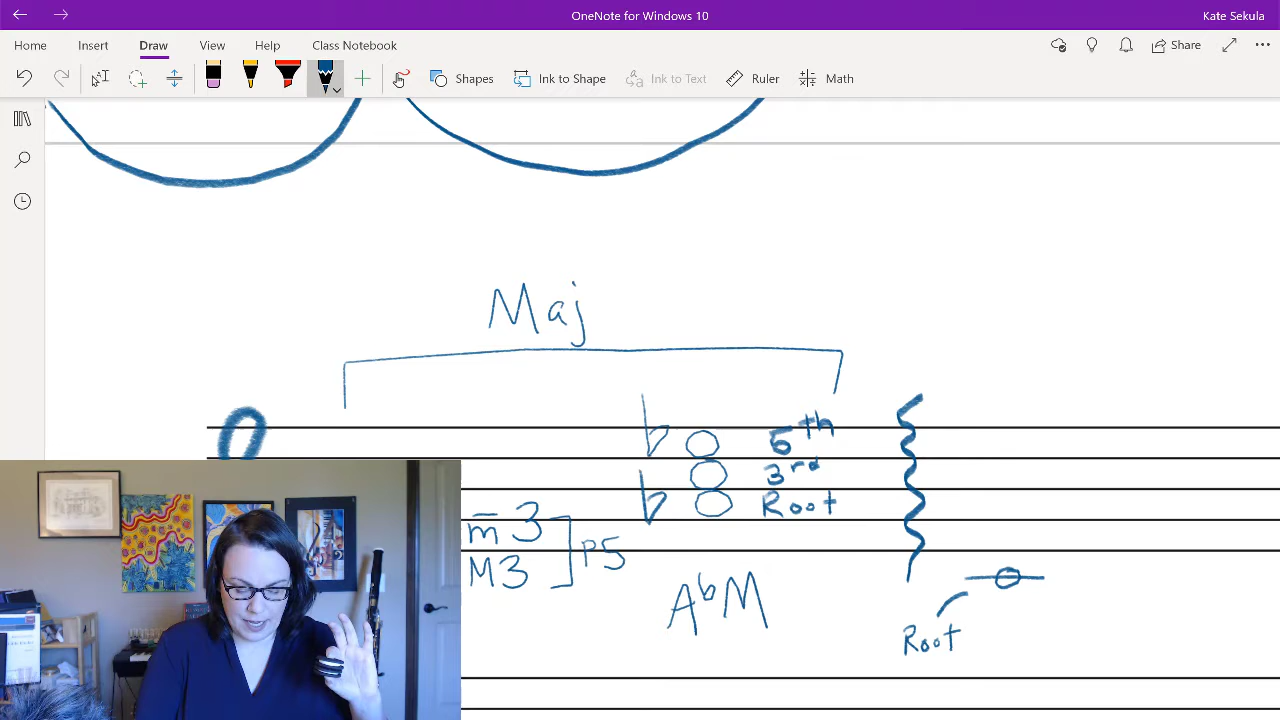 OneNote for Windows 10
Kate Sekula
Home Insert Draw View Help Class Notebook
Share
Shapes Ink to Shape Ink to Text Ruler Math
Maj
5th
3rd
Root
m3
M3
P5
A♭M
Root